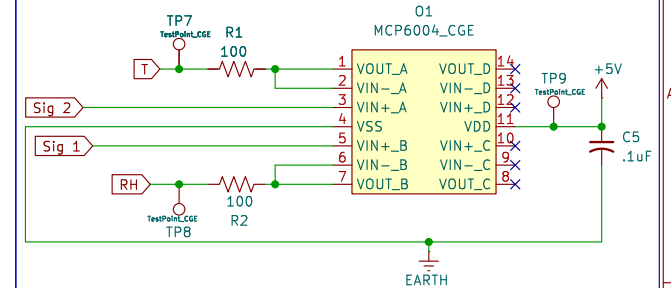 O1
MCP6004_CGE
TP7
TestPoint_CGE
R1
100
T
1 VOUT_A VOUT_D 14
2 VIN-_A VIN-_D 13
Sig 2
3 VIN+_A VIN+_D 12
4 VSS VDD 11
Sig 1
5 VIN+_B VIN+_C 10
6 VIN-_B VIN-_C 9
RH
7 VOUT_B VOUT_C 8
100
R2
TestPoint_CGE
TP8
TP9
TestPoint_CGE
+5V
C5
.1uF
EARTH